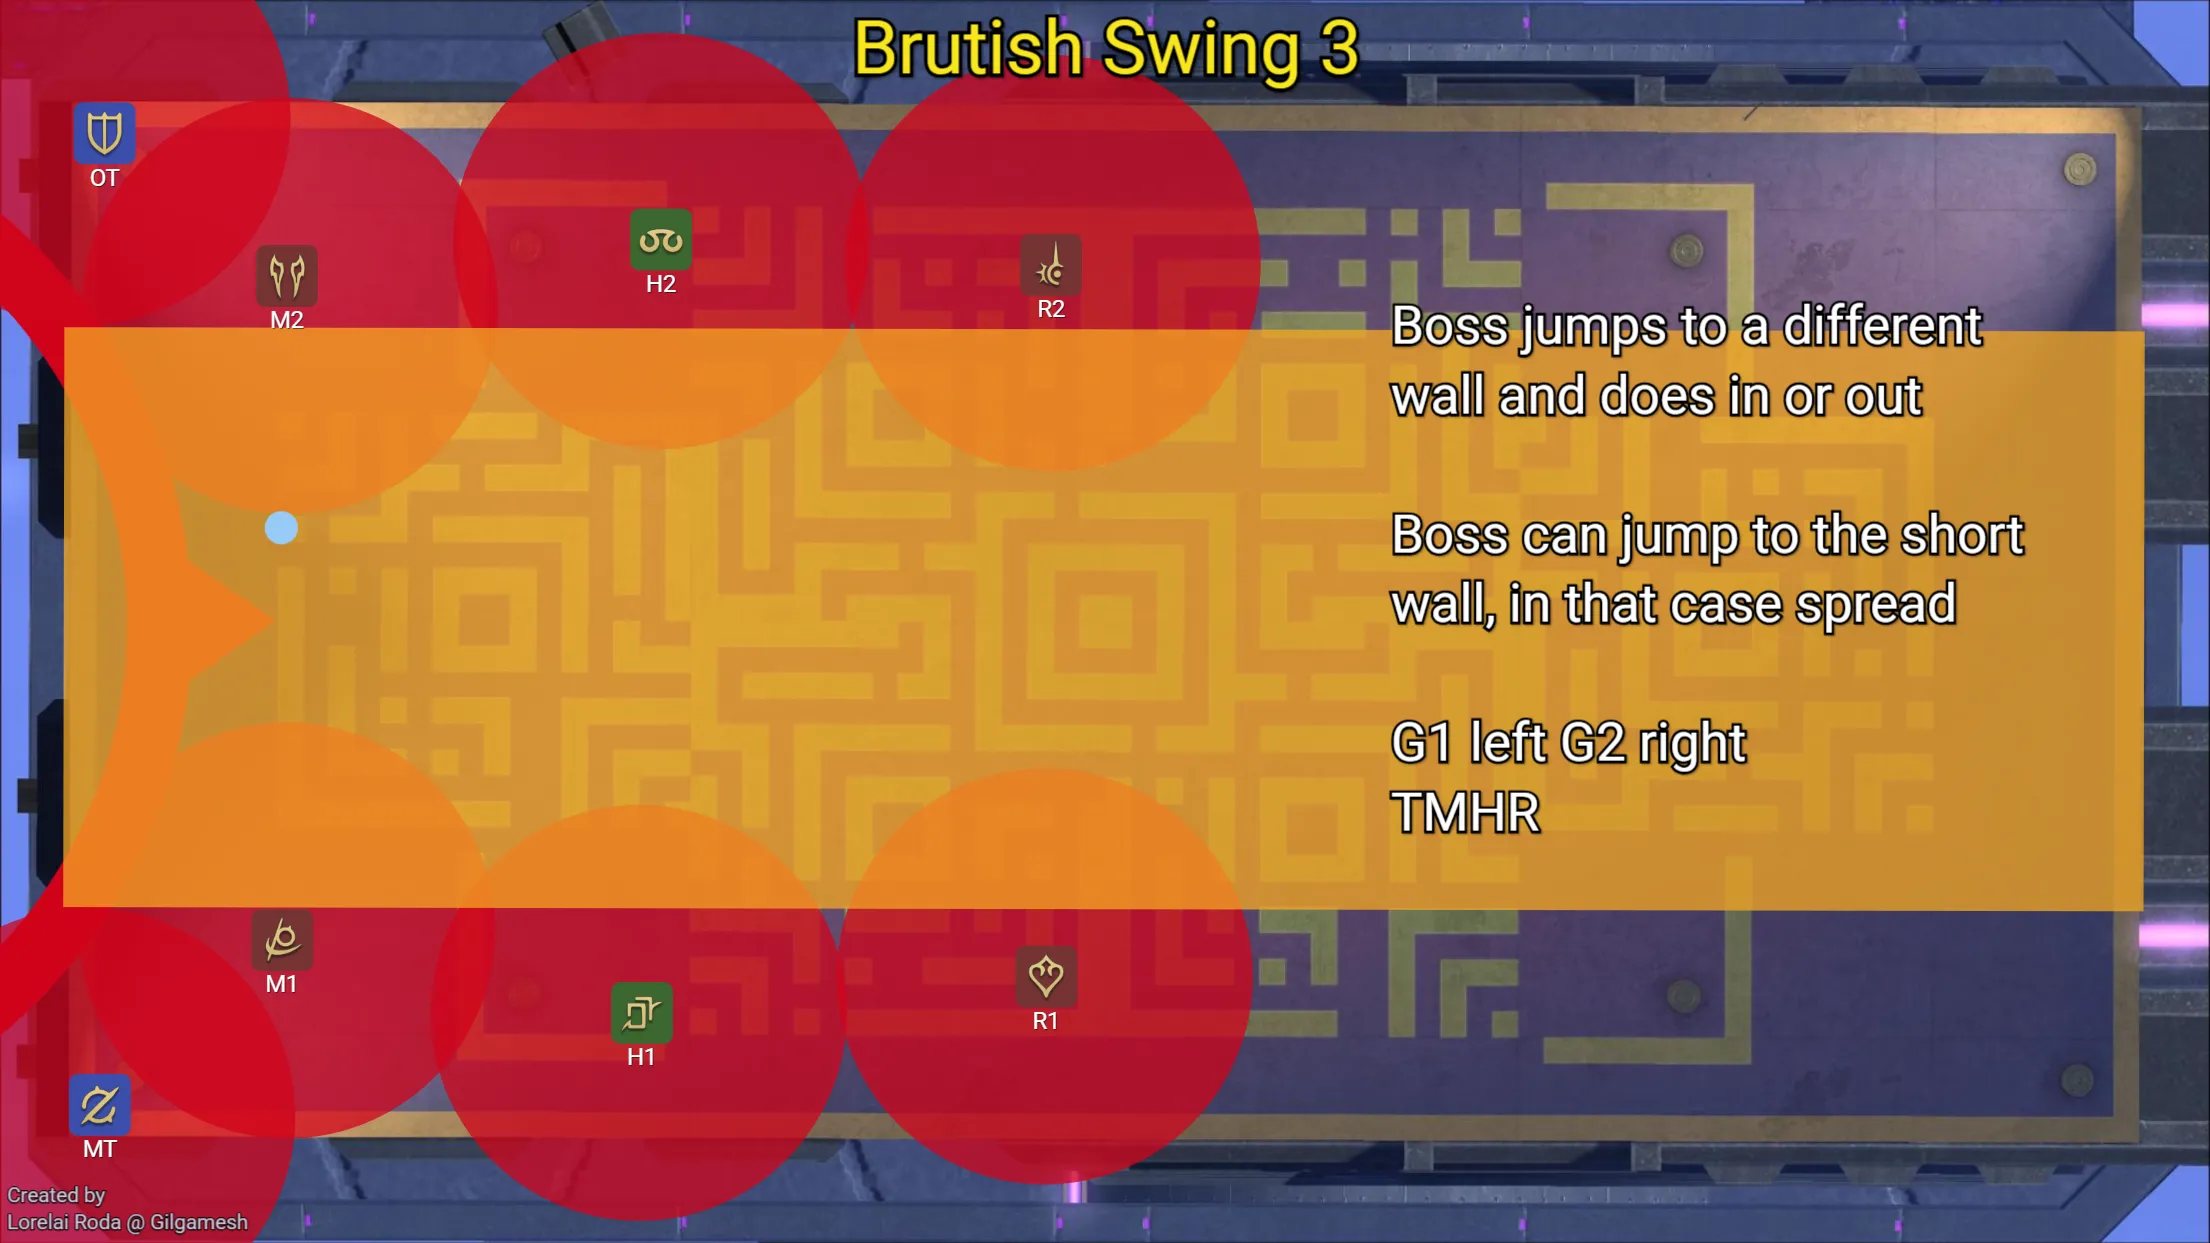 Brutish Swing 3
OT
M2
H2
R2
Boss jumps to a different
wall and does in or out
Boss can jump to the short
wall, in that case spread
G1 left G2 right
TMHR
M1
H1
R1
MT
Created by
Lorelai Roda @ Gilgamesh